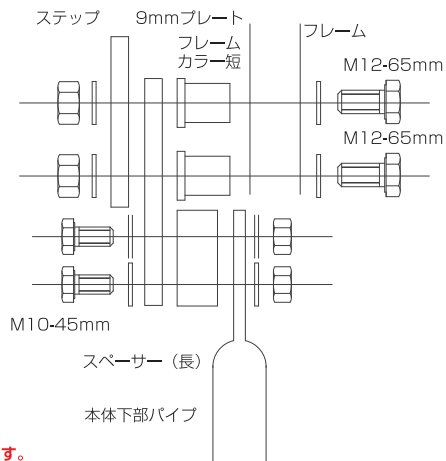 ステップ
9mmプレート
フレーム
カラー短
フレーム
M12-65mm
M12-65mm
M10-45mm
スペーサー（長）
本体下部パイプ
す。